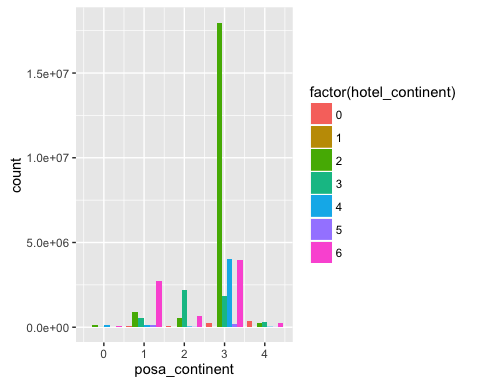 1.5e+07
1.0e+07
5.0e+06
0.0e+00
count
0 1 2 3 4
posa_continent
factor(hotel_continent)
0
1
2
3
4
5
6